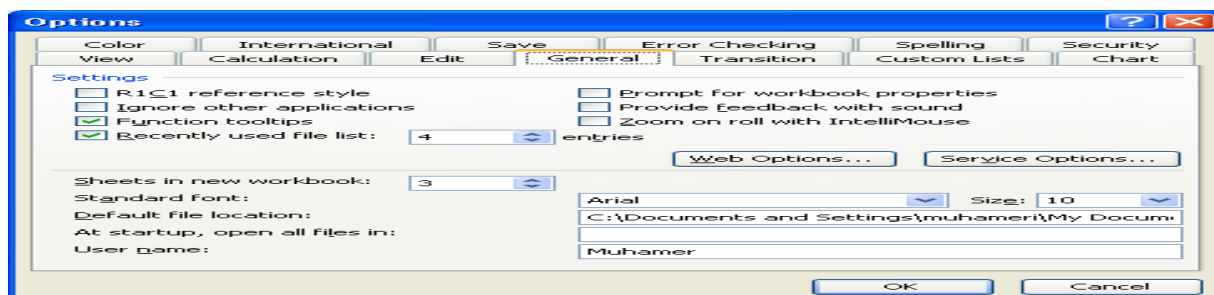 Options
Color International Save Error Checking Spelling Security
View Calculation Edit General Transition Custom Lists Chart
Settings
R1C1 reference style Prompt for workbook properties
Ignore other applications Provide feedback with sound
Function tooltips Zoom on roll with IntelliMouse
Recently used file list: 4 entries
Web Options... Service Options...
Sheets in new workbook: 3
Standard font: Arial Size: 10
Default file location: C:\Documents and Settings\muhameri\My Docum
At startup, open all files in:
User name: Muhamer
OK Cancel